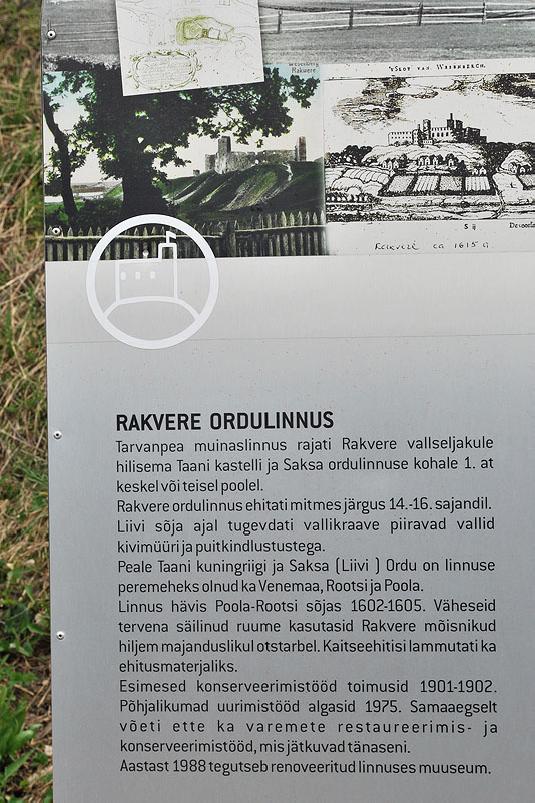 Wesenberg
Rakvere
'T SLOT VAN WESENBERCH.
S ij
Rakvere ca 1615 a.
RAKVERE ORDULINNUS
Tarvanpea muinaslinnus rajati Rakvere vallseljakule
hilisema Taani kastelli ja Saksa ordulinnuse kohale 1. at
keskel või teisel poolel.
Rakvere ordulinnus ehitati mitmes järgus 14.-16. sajandil.
Liivi sõja ajal tugevdati vallikraave piiravad vallid
kivimüüri ja puitkindlustustega.
Peale Taani kuningriigi ja Saksa (Liivi ) Ordu on linnuse
peremeheks olnud ka Venemaa, Rootsi ja Poola.
Linnus hävis Poola-Rootsi sõjas 1602-1605. Väheseid
tervena säilinud ruume kasutasid Rakvere mõisnikud
hiljem majanduslikul otstarbel. Kaitseehitisi lammutati ka
ehitusmaterjaliks.
Esimesed konserveerimistööd toimusid 1901-1902.
Põhjalikumad uurimistööd algasid 1975. Samaaegselt
võeti ette ka varemete restaureerimis- ja
konserveerimistööd, mis jätkuvad tänaseni.
Aastast 1988 tegutseb renoveeritud linnuses muuseum.